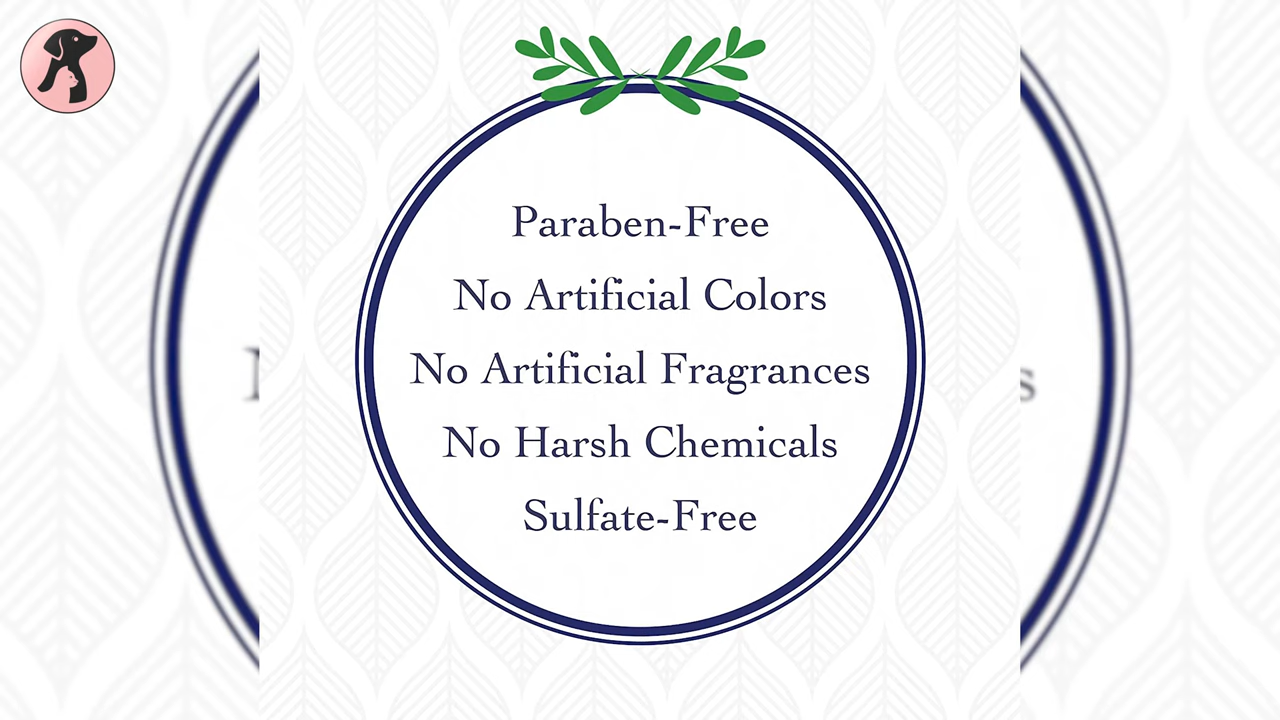 Paraben-Free
No Artificial Colors
No Artificial Fragrances
No Harsh Chemicals
Sulfate-Free